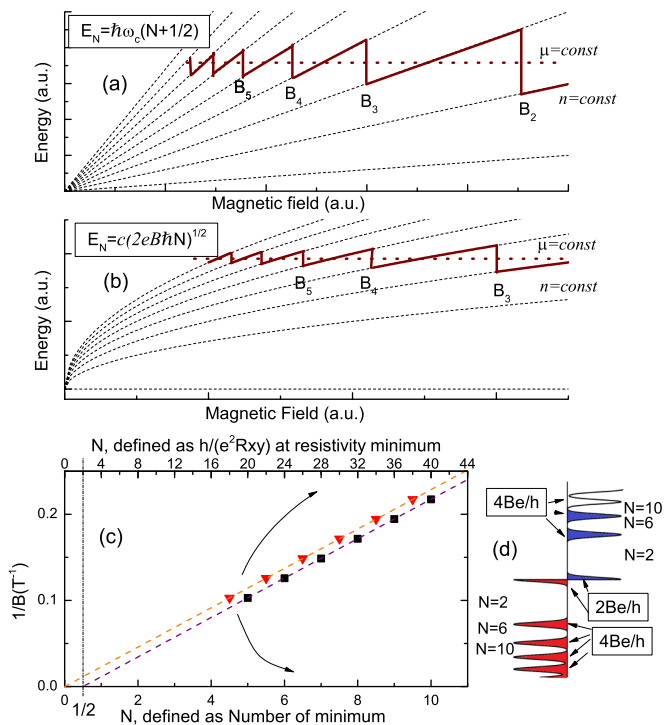 E_N=ℏω_c(N+1/2)
μ=const
(a)
B_5
B_4
B_3
B_2
n=const
Energy (a.u.)
Magnetic field (a.u.)
E_N=c(2eBℏN)^1/2
μ=const
(b)
B_5
B_4
B_3
n=const
Energy (a.u.)
Magnetic Field (a.u.)
N, defined as h/(e²Rxy) at resistivity minimum
0 4 8 12 16 20 24 28 32 36 40 44
0.2
0.1
0.0
1/B(T⁻¹)
(c)
0 2 4 6 8 10
1/2
N, defined as Number of minimum
4Be/h
N=10
N=6
(d)
N=2
N=2
2Be/h
N=6
N=10
4Be/h